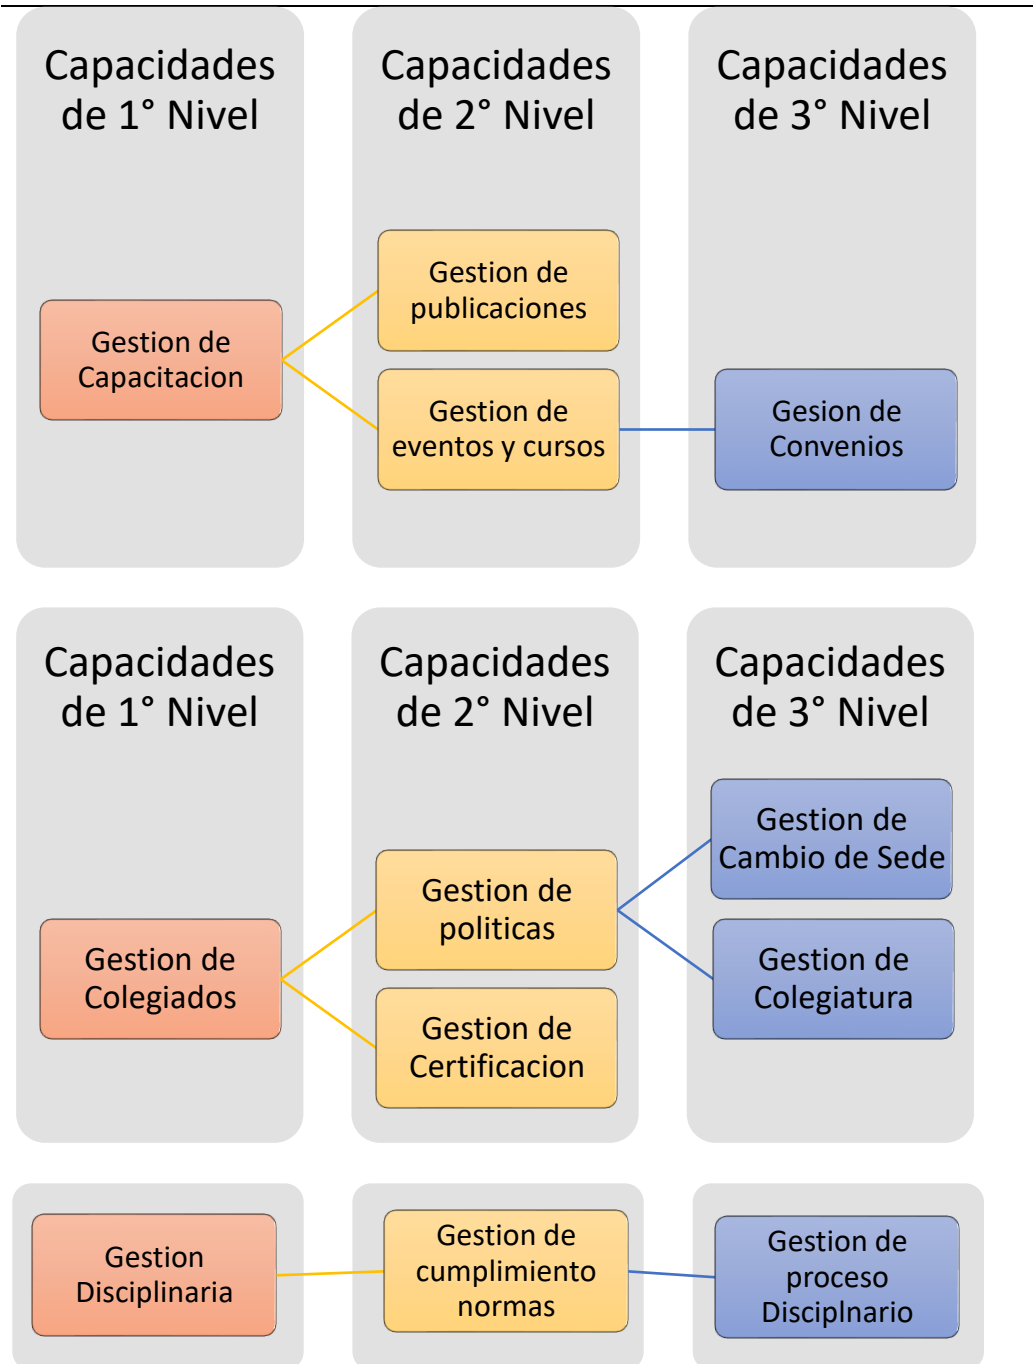 Capacidades
de 1° Nivel
Capacidades
de 2° Nivel
Capacidades
de 3° Nivel
Gestion de
Capacitacion
Gestion de
publicaciones
Gestion de
eventos y cursos
Gesion de
Convenios
Capacidades
de 1° Nivel
Capacidades
de 2° Nivel
Capacidades
de 3° Nivel
Gestion de
Colegiados
Gestion de
politicas
Gestion de
Certificacion
Gestion de
Cambio de Sede
Gestion de
Colegiatura
Gestion
Disciplinaria
Gestion de
cumplimiento
normas
Gestion de
proceso
Disciplnario